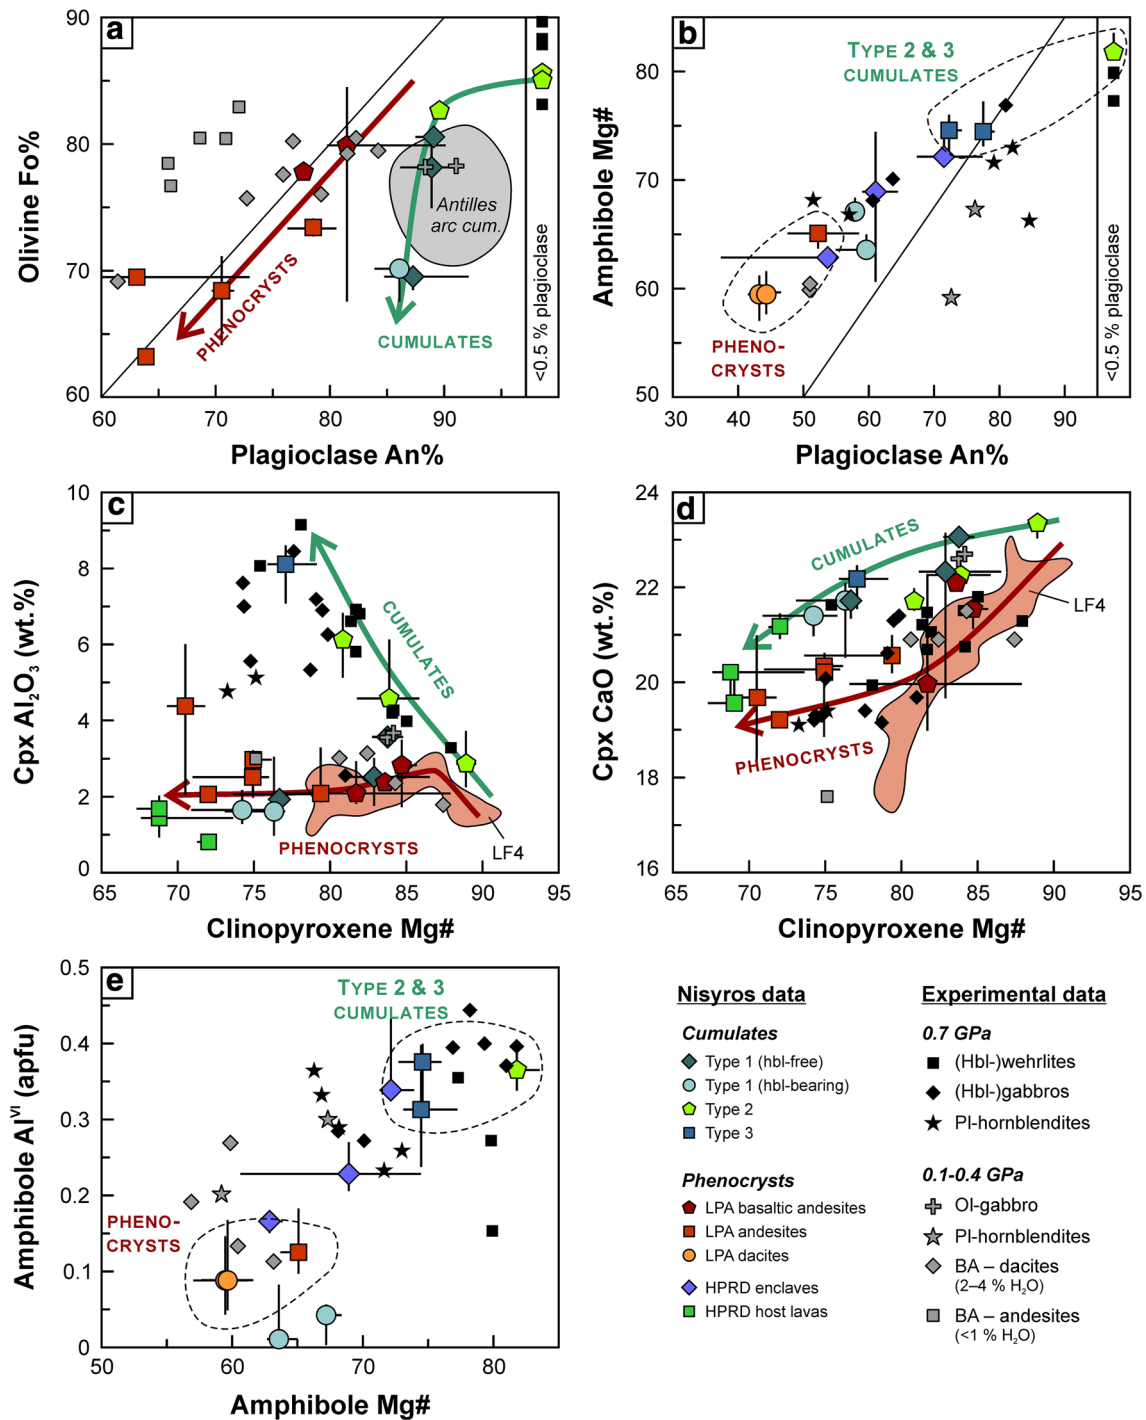 a
90
80
70
60
Olivine Fo%
60
70
80
90
Plagioclase An%
PHENOCRYSTS
CUMULATES
Antilles
arc cum.
<0.5 % plagioclase
b
80
70
60
50
Amphibole Mg#
30
40
50
60
70
80
90
Plagioclase An%
TYPE 2 & 3
CUMULATES
PHENO-
CRYSTS
<0.5 % plagioclase
c
10
8
6
4
2
0
Cpx Al2O3 (wt.%)
65
70
75
80
85
90
95
Clinopyroxene Mg#
CUMULATES
PHENOCRYSTS
LF4
d
24
22
20
18
16
Cpx CaO (wt.%)
65
70
75
80
85
90
95
Clinopyroxene Mg#
CUMULATES
PHENOCRYSTS
LF4
e
0.5
0.4
0.3
0.2
0.1
0
Amphibole AlVI (apfu)
50
60
70
80
Amphibole Mg#
TYPE 2 & 3
CUMULATES
PHENO-
CRYSTS
Nisyros data
Cumulates
Type 1 (hbl-free)
Type 1 (hbl-bearing)
Type 2
Type 3
Phenocrysts
LPA basaltic andesites
LPA andesites
LPA dacites
HPRD enclaves
HPRD host lavas
Experimental data
0.7 GPa
(Hbl-)wehrlites
(Hbl-)gabbros
Pl-hornblendites
0.1-0.4 GPa
Ol-gabbro
Pl-hornblendites
BA – dacites
(2–4 % H2O)
BA – andesites
(<1 % H2O)